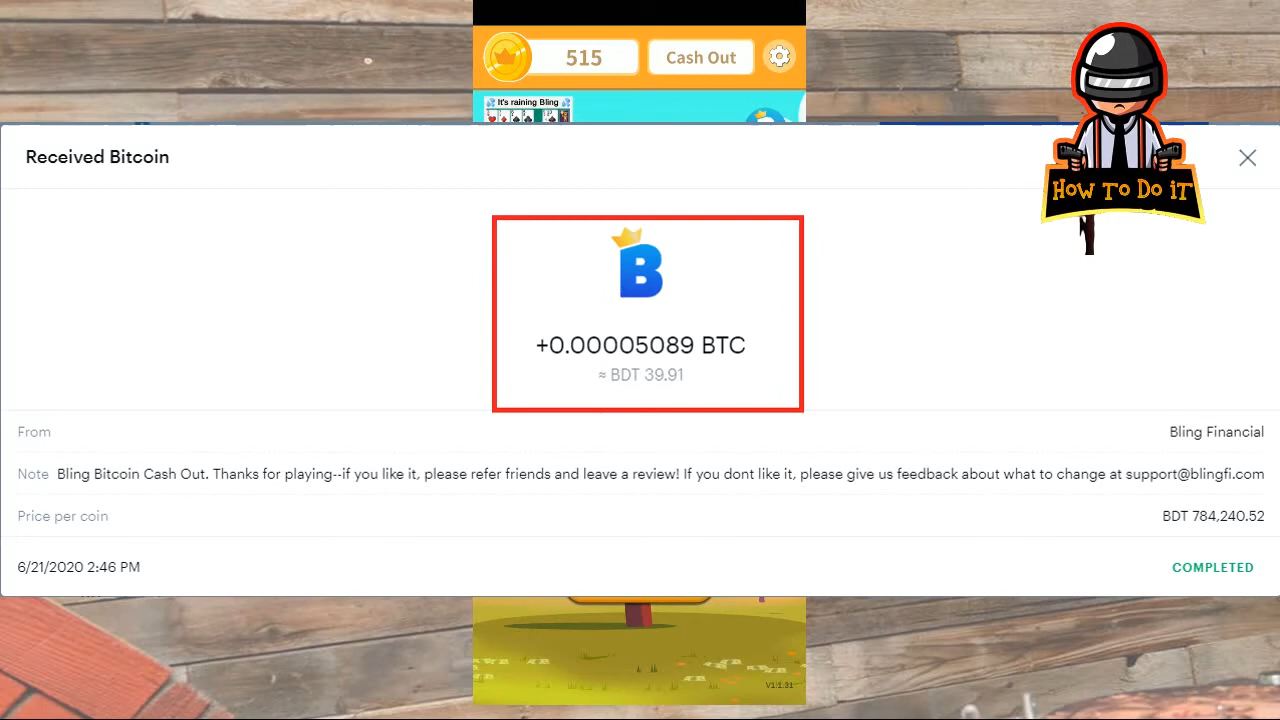 515
Cash Out
It's raining Bling
Received Bitcoin
HOW TO DO iT
B
+0.00005089 BTC
≈ BDT 39.91
From
Bling Financial
Note Bling Bitcoin Cash Out. Thanks for playing--if you like it, please refer friends and leave a review! If you dont like it, please give us feedback about what to change at support@blingfi.com
Price per coin
BDT 784,240.52
6/21/2020 2:46 PM
COMPLETED
V1.1.31